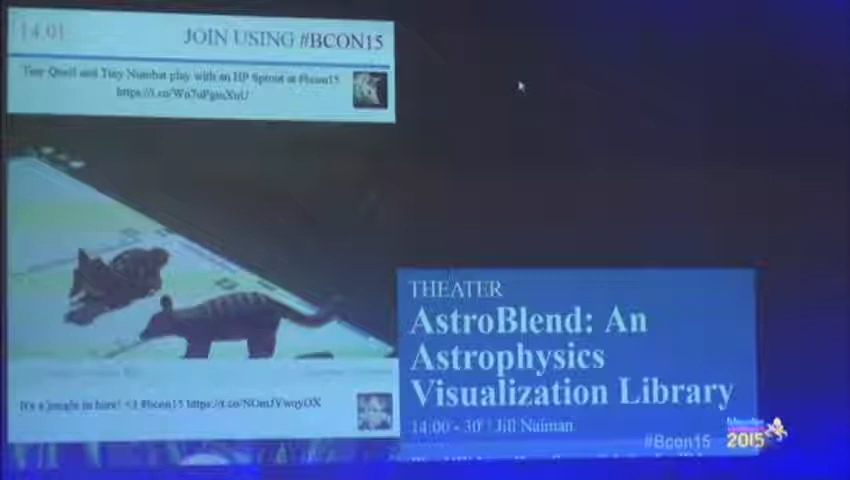 14.01
JOIN USING #BCON15
Tiny Quoll and Tiny Numbat play with an HP Sprout at #bcon15
THEATER
AstroBlend: An
Astrophysics
Visualization Library
14:00 - 30' | Jill Naiman
It's a jungle in here! <3 #bcon15
#Bcon15
2015